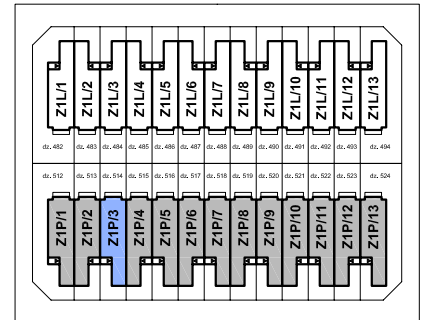 Z1L/1 Z1L/2 Z1L/3 Z1L/4 Z1L/5 Z1L/6 Z1L/7 Z1L/8 Z1L/9 Z1L/10 Z1L/11 Z1L/12 Z1L/13
dz. 482 dz. 483 dz. 484 dz. 485 dz. 486 dz. 487 dz. 488 dz. 489 dz. 490 dz. 491 dz. 492 dz. 493 dz. 494
dz. 512 dz. 513 dz. 514 dz. 515 dz. 516 dz. 517 dz. 518 dz. 519 dz. 520 dz. 521 dz. 522 dz. 523 dz. 524
Z1P/1 Z1P/2 Z1P/3 Z1P/4 Z1P/5 Z1P/6 Z1P/7 Z1P/8 Z1P/9 Z1P/10 Z1P/11 Z1P/12 Z1P/13